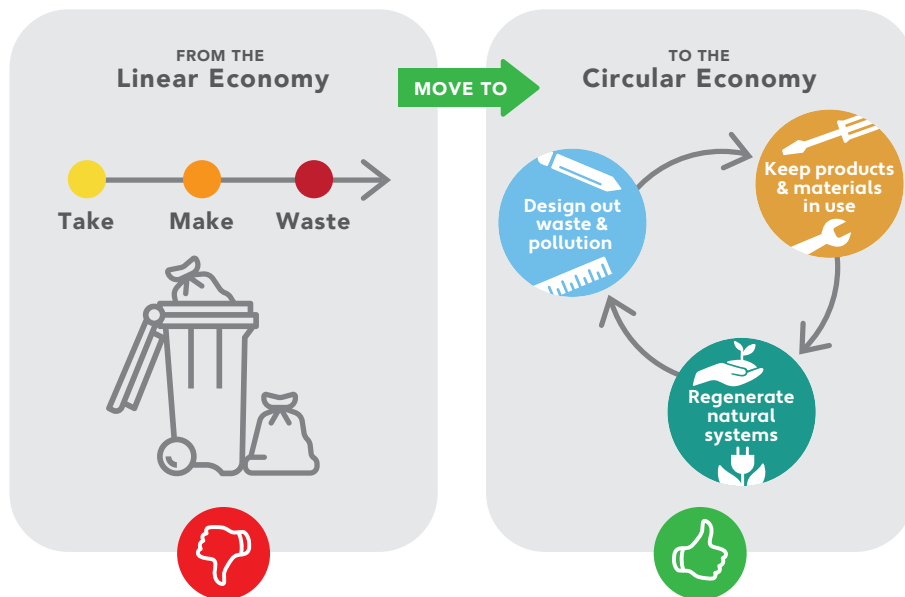 FROM THE
Linear Economy
Take
Make
Waste
MOVE TO
TO THE
Circular Economy
Design out
waste &
pollution
Keep products
& materials
in use
Regenerate
natural
systems